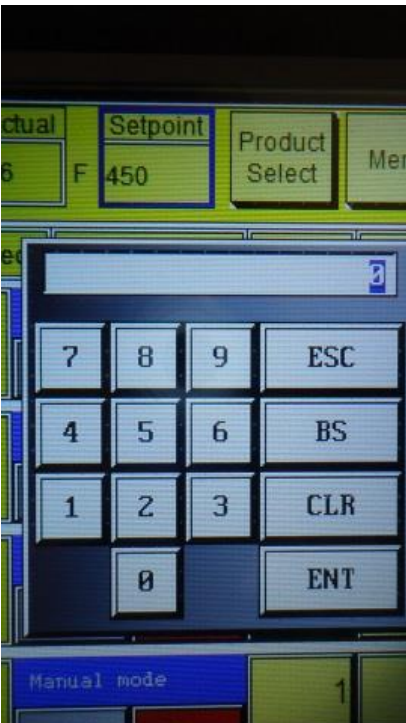 ctual Setpoint Product Men
6 F 450 Select
0
7 8 9 ESC
4 5 6 BS
1 2 3 CLR
0 ENT
Manual mode
1